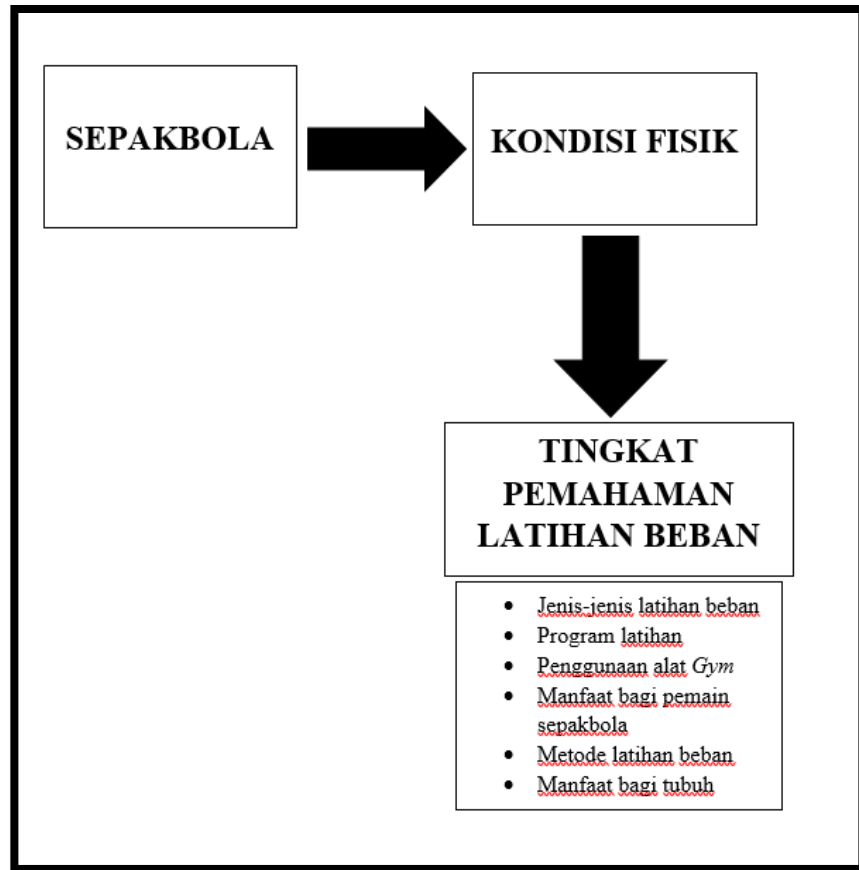 SEPAKBOLA
KONDISI FISIK
TINGKAT
PEMAHAMAN
LATIHAN BEBAN
• Jenis-jenis latihan beban
• Program latihan
• Penggunaan alat Gym
• Manfaat bagi pemain
sepakbola
• Metode latihan beban
• Manfaat bagi tubuh